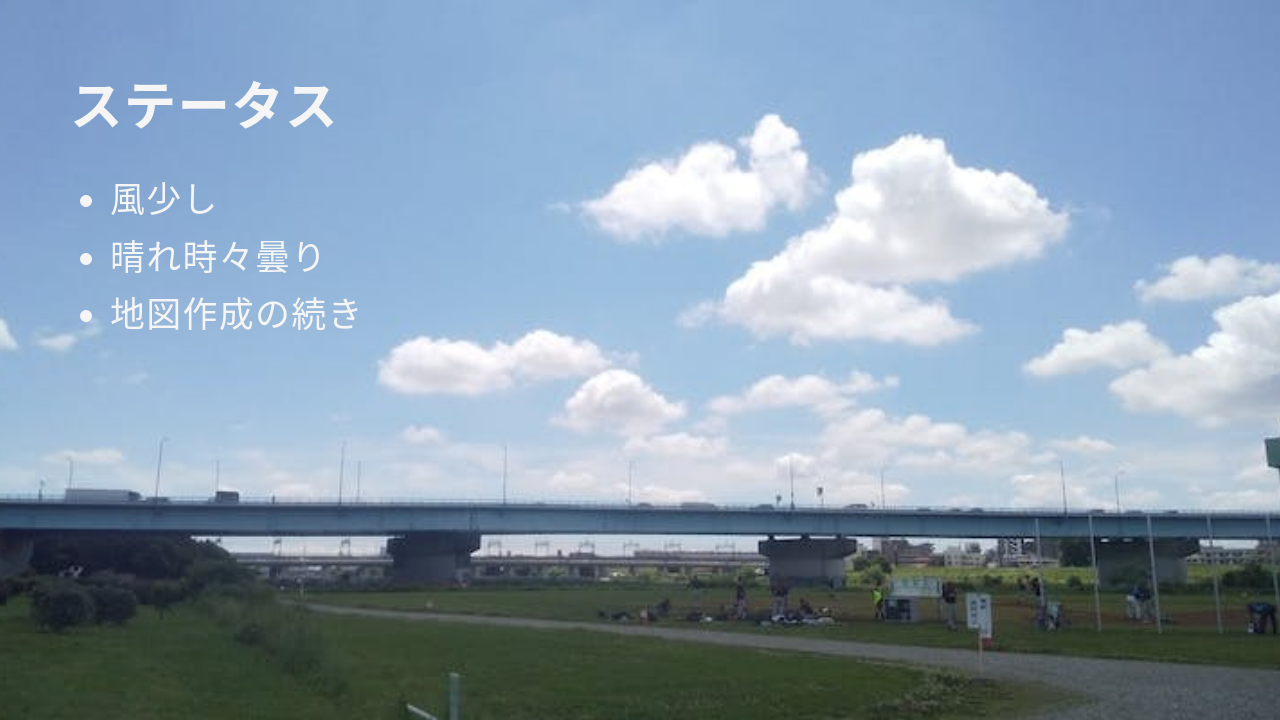 ステータス
風少し
晴れ時々曇り
地図作成の続き